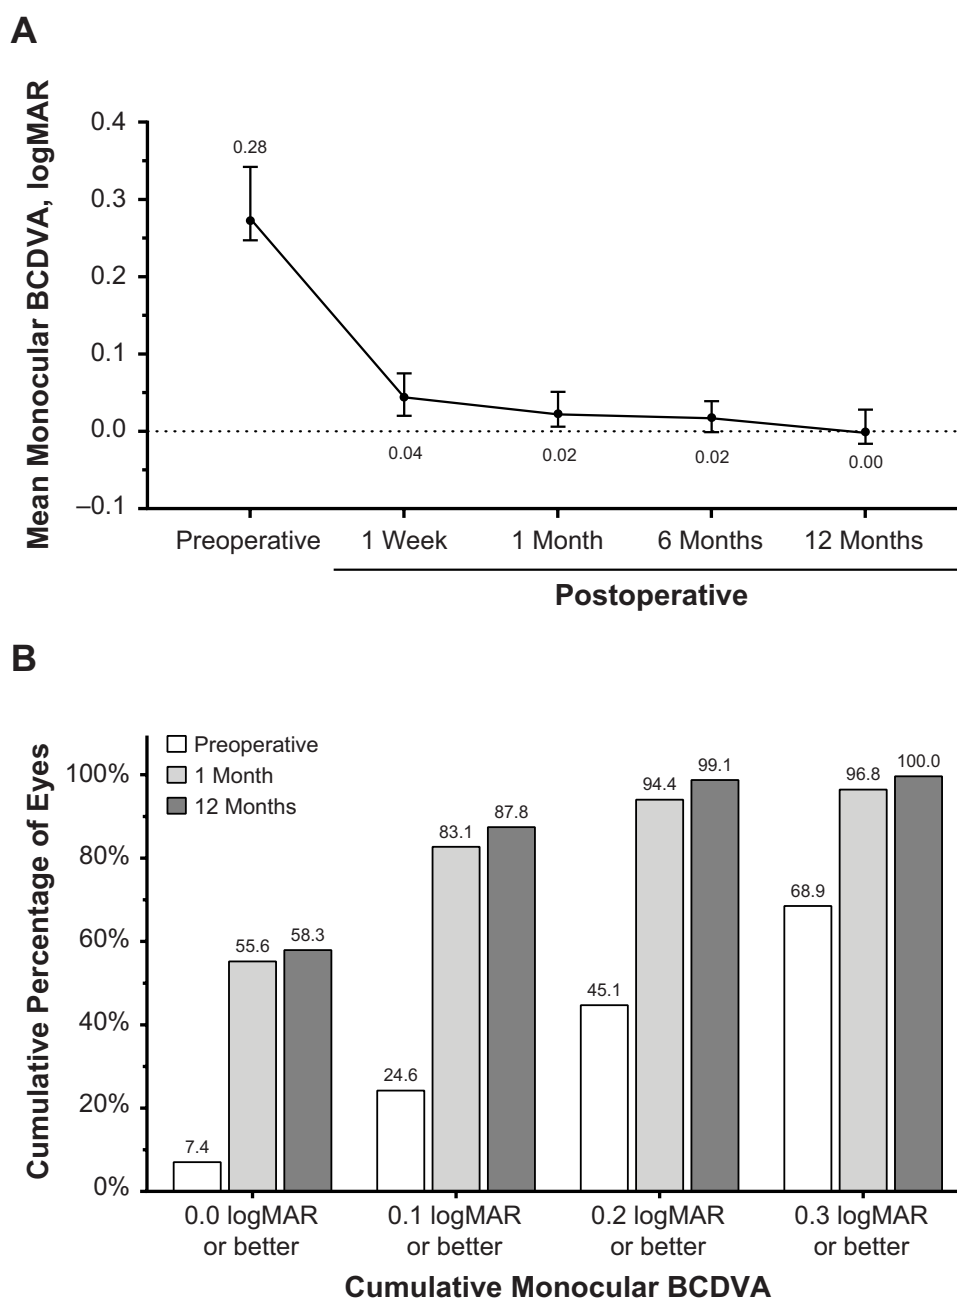 A
Mean Monocular BCDVA, logMAR
0.4
0.3
0.2
0.1
0.0
–0.1
0.28
0.04
0.02
0.02
0.00
Preoperative
1 Week
1 Month
6 Months
12 Months
Postoperative
B
Cumulative Percentage of Eyes
100%
80%
60%
40%
20%
0%
Preoperative
1 Month
12 Months
7.4
55.6
58.3
24.6
83.1
87.8
45.1
94.4
99.1
68.9
96.8
100.0
0.0 logMAR
or better
0.1 logMAR
or better
0.2 logMAR
or better
0.3 logMAR
or better
Cumulative Monocular BCDVA